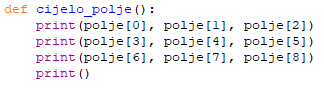 def cijelo_polje():
    print(polje[0], polje[1], polje[2])
    print(polje[3], polje[4], polje[5])
    print(polje[6], polje[7], polje[8])
    print()